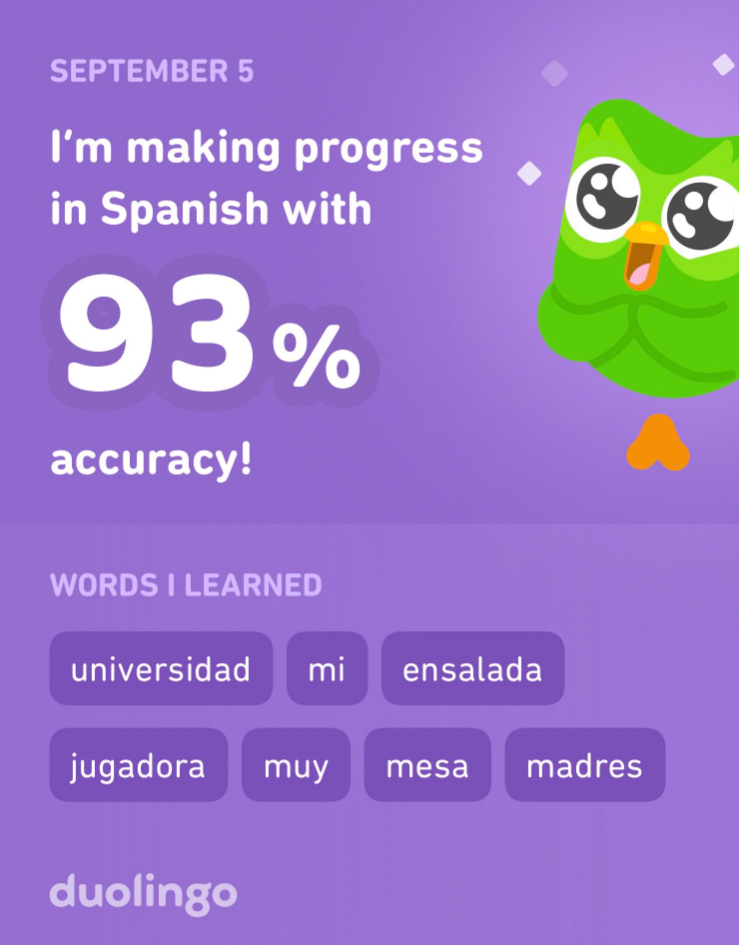 SEPTEMBER 5
I'm making progress
in Spanish with
93%
accuracy!
WORDS I LEARNED
universidad mi ensalada
jugadora muy mesa madres
duolingo